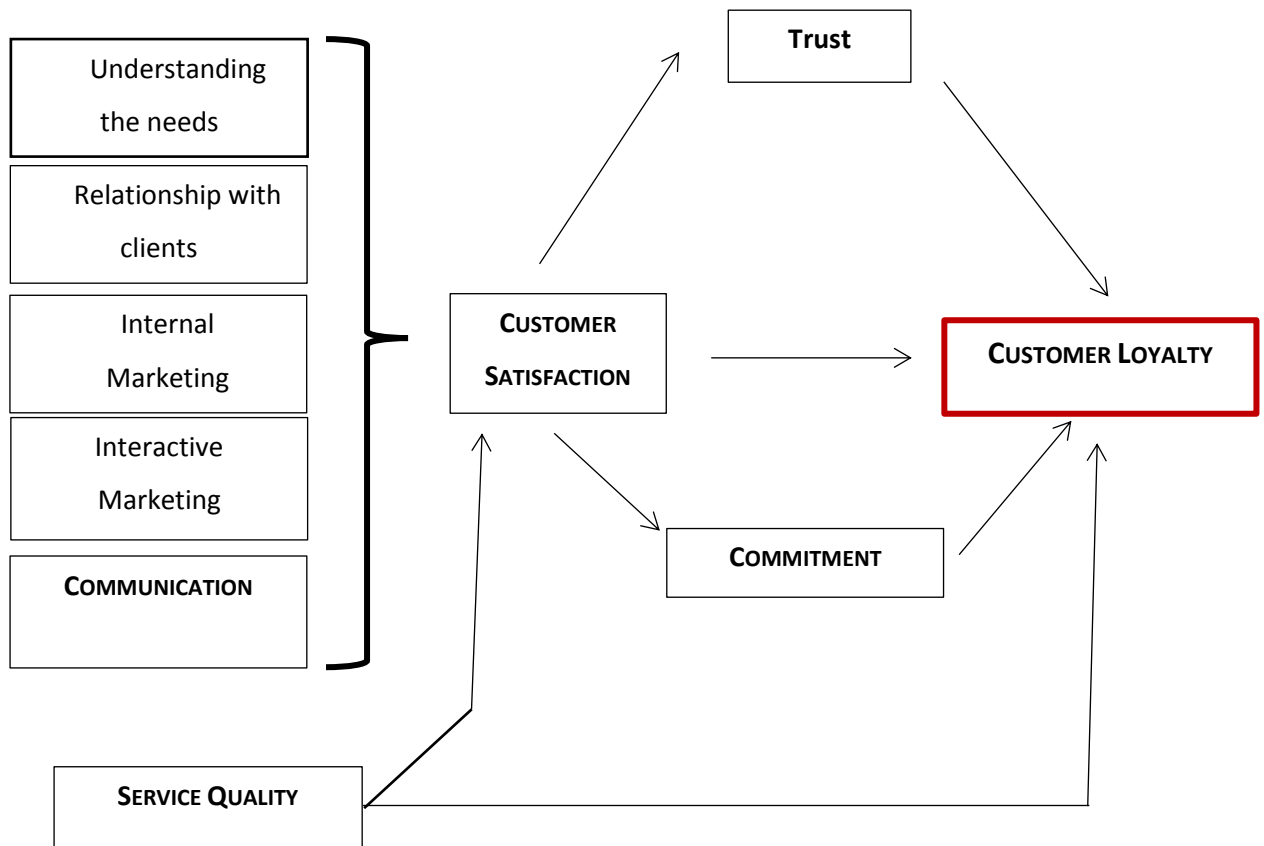 Understanding
the needs
Relationship with
clients
Internal
Marketing
Interactive
Marketing
COMMUNICATION
SERVICE QUALITY
CUSTOMER
SATISFACTION
Trust
COMMITMENT
CUSTOMER LOYALTY